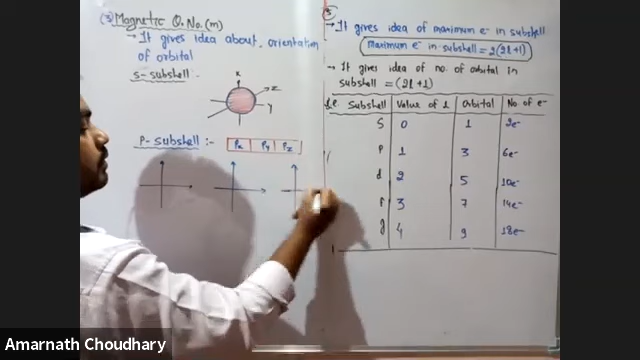 (3) Magnetic Q. No. (m)
→ It gives idea about orientation
of orbital
s-subshell -
x
z
y
P-subshell :-
Px Py Pz
→ It gives idea of maximum e⁻ in subshell
maximum e⁻ in subshell = 2(2l+1)
→ It gives idea of no. of orbital in
subshell = (2l+1)
i.e. Subshell Value of l Orbital No of e⁻
S 0 1 2e⁻
P 1 3 6e⁻
d 2 5 10e⁻
f 3 7 14e⁻
g 4 9 18e⁻
Amarnath Choudhary